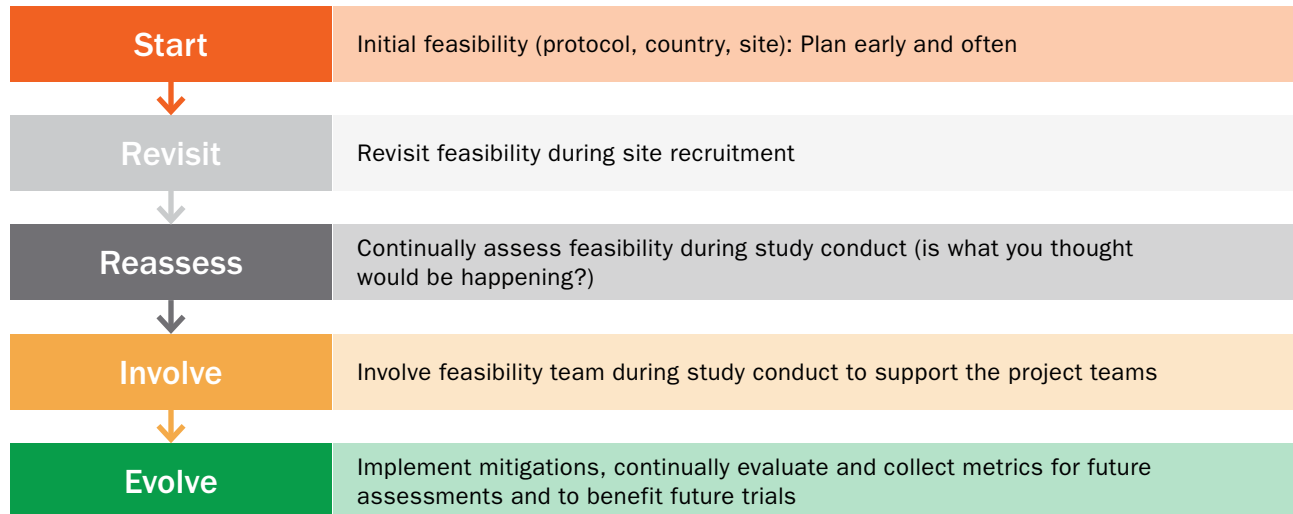 Start
Initial feasibility (protocol, country, site): Plan early and often
Revisit
Revisit feasibility during site recruitment
Reassess
Continually assess feasibility during study conduct (is what you thought
would be happening?)
Involve
Involve feasibility team during study conduct to support the project teams
Evolve
Implement mitigations, continually evaluate and collect metrics for future
assessments and to benefit future trials